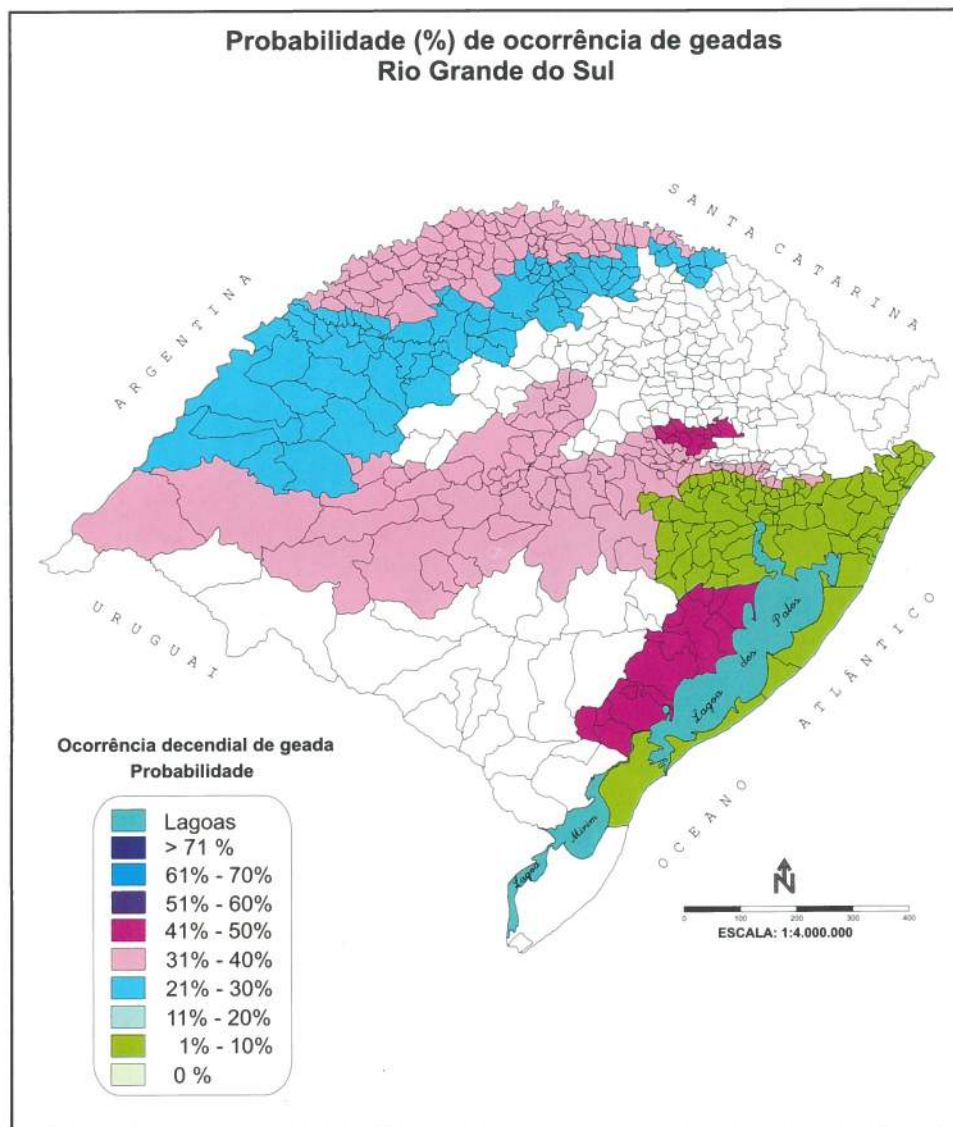 Probabilidade (%) de ocorrência de geadas
Rio Grande do Sul
SANTA CATARINA
ARGENTINA
URUGUAI
OCEANO ATLÂNTICO
Lagoa dos Patos
Lagoa Mirim
Ocorrência decendial de geada
Probabilidade
Lagoas
> 71 %
61% - 70%
51% - 60%
41% - 50%
31% - 40%
21% - 30%
11% - 20%
1% - 10%
0 %
N
0 100 200 300 400
ESCALA: 1:4.000.000